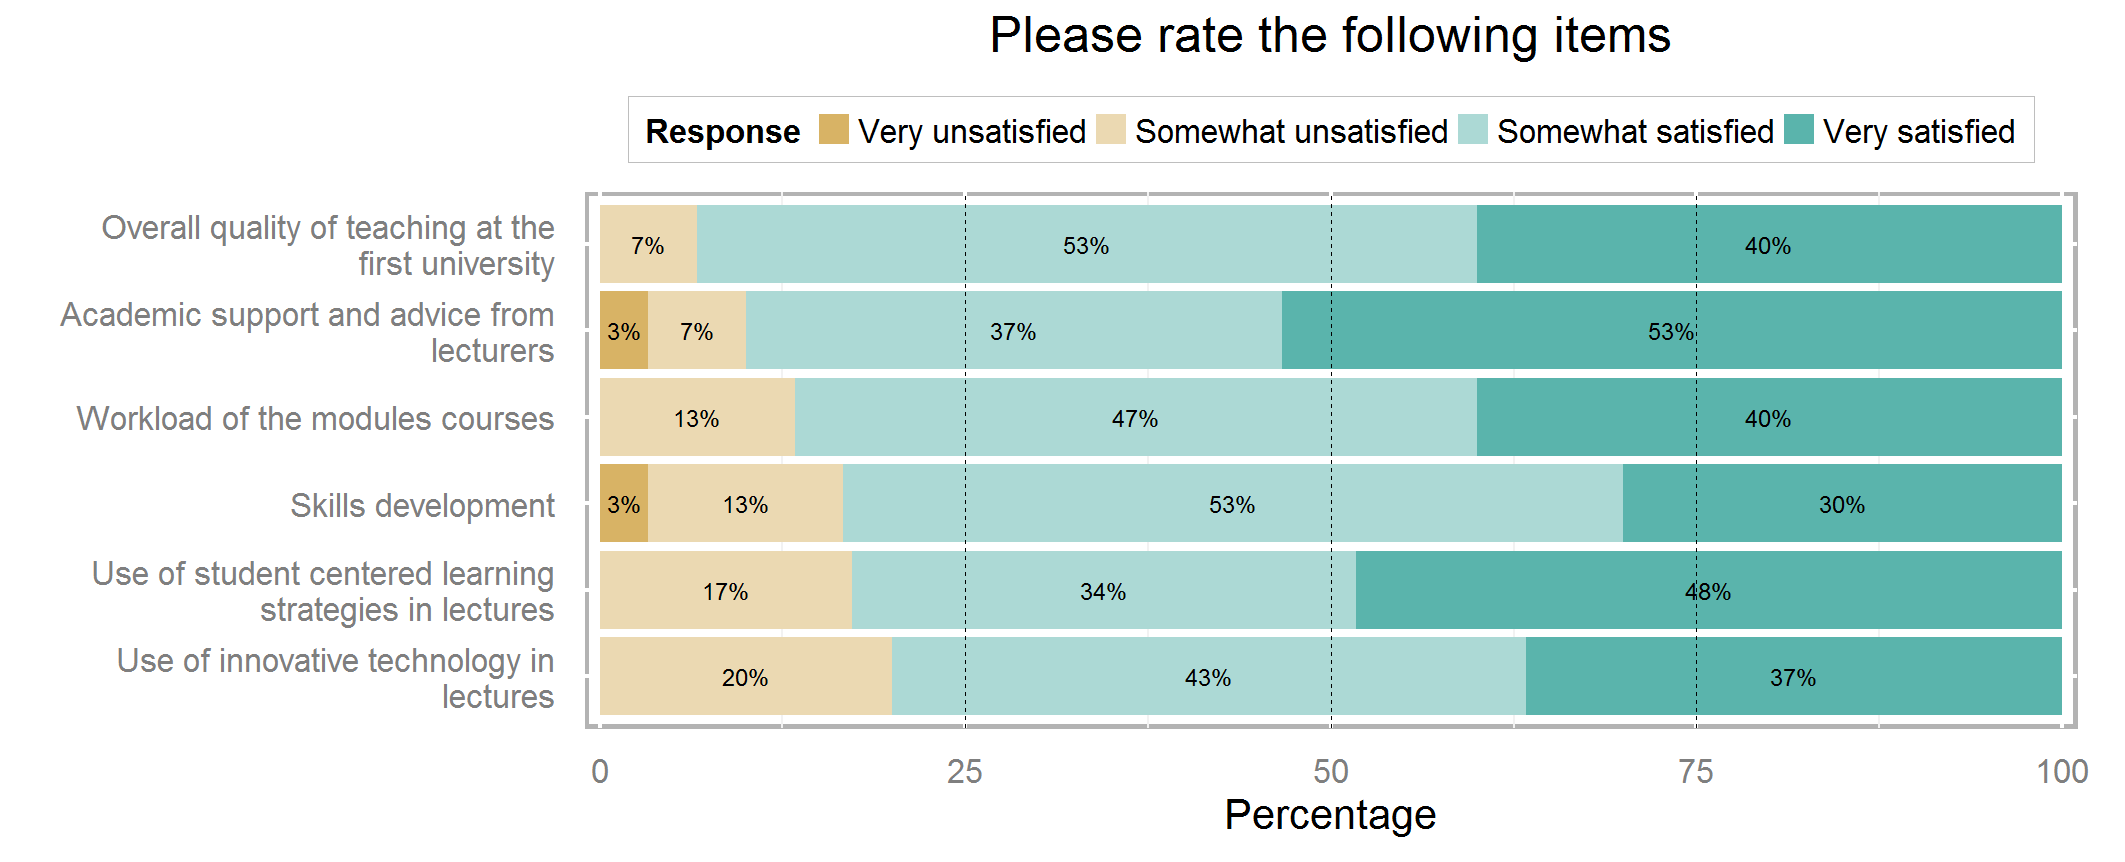 Please rate the following items
Response Very unsatisfied Somewhat unsatisfied Somewhat satisfied Very satisfied
Overall quality of teaching at the
first university
7% 53% 40%
Academic support and advice from
lecturers
3% 7% 37% 53%
Workload of the modules courses
13% 47% 40%
Skills development
3% 13% 53% 30%
Use of student centered learning
strategies in lectures
17% 34% 48%
Use of innovative technology in
lectures
20% 43% 37%
0 25 50 75 100
Percentage